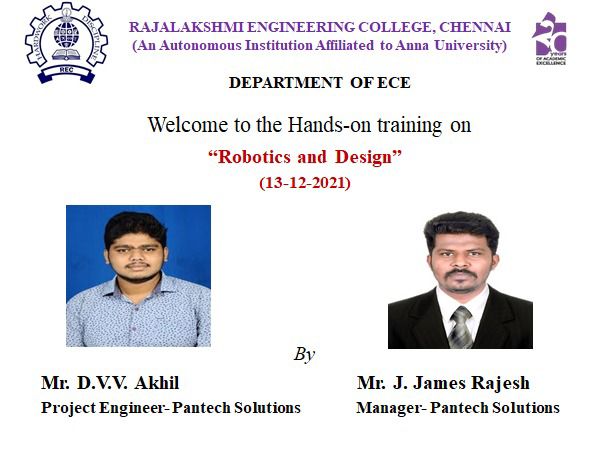 HARDWORK
DISCIPLINE
REC
RAJALAKSHMI ENGINEERING COLLEGE, CHENNAI
(An Autonomous Institution Affiliated to Anna University)
years
OF ACADEMIC
EXCELLENCE
DEPARTMENT OF ECE
Welcome to the Hands-on training on
“Robotics and Design”
(13-12-2021)
By
Mr. D.V.V. Akhil
Mr. J. James Rajesh
Project Engineer- Pantech Solutions
Manager- Pantech Solutions